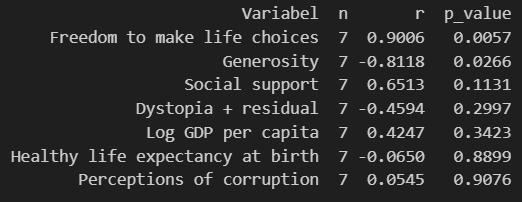 Variabel n r p_value
Freedom to make life choices 7 0.9006 0.0057
Generosity 7 -0.8118 0.0266
Social support 7 0.6513 0.1131
Dystopia + residual 7 -0.4594 0.2997
Log GDP per capita 7 0.4247 0.3423
Healthy life expectancy at birth 7 -0.0650 0.8899
Perceptions of corruption 7 0.0545 0.9076